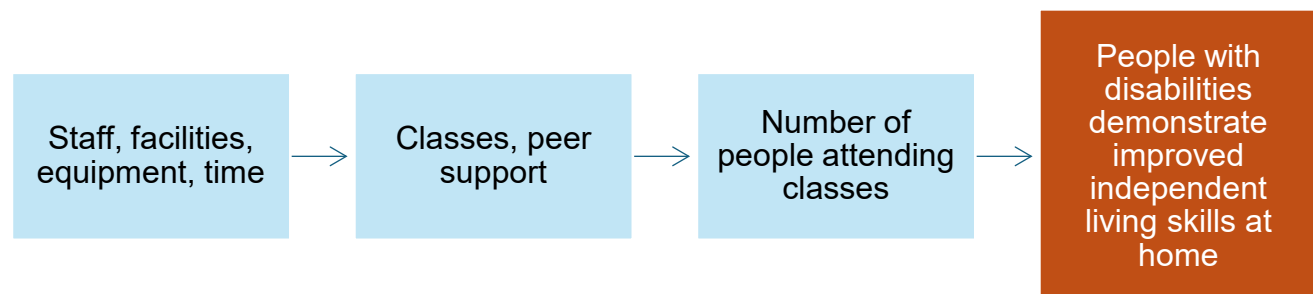 Staff, facilities,
equipment, time
Classes, peer
support
Number of
people attending
classes
People with
disabilities
demonstrate
improved
independent
living skills at
home